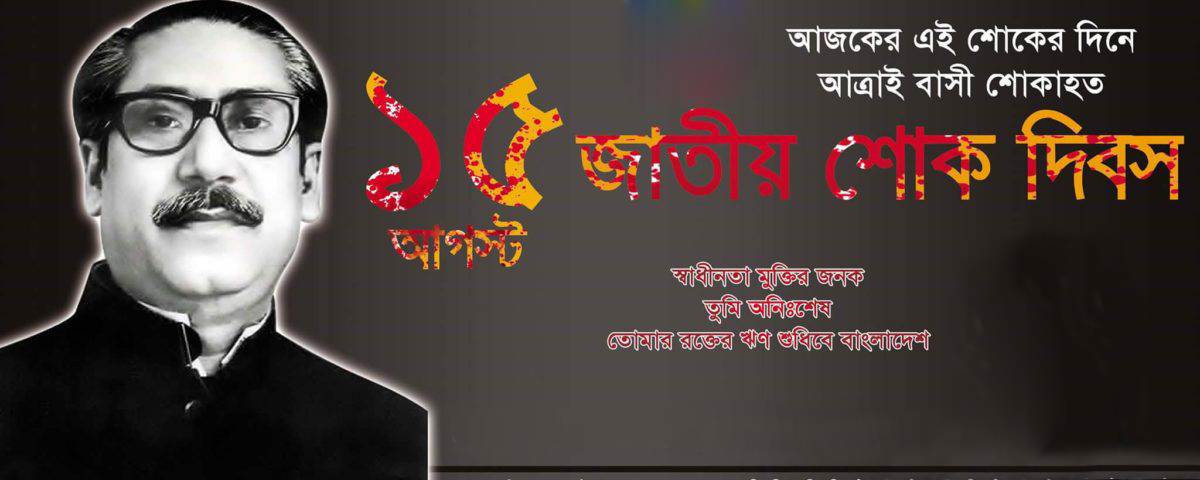 আজকের এই শোকের দিনে
আত্রাই বাসী শোকাহত
১৫ জাতীয় শোক দিবস
আগস্ট
স্বাধীনতা মুক্তির জনক
তুমি অনিঃশেষ
তোমার রক্তের ঋণ শুধিবে বাংলাদেশ